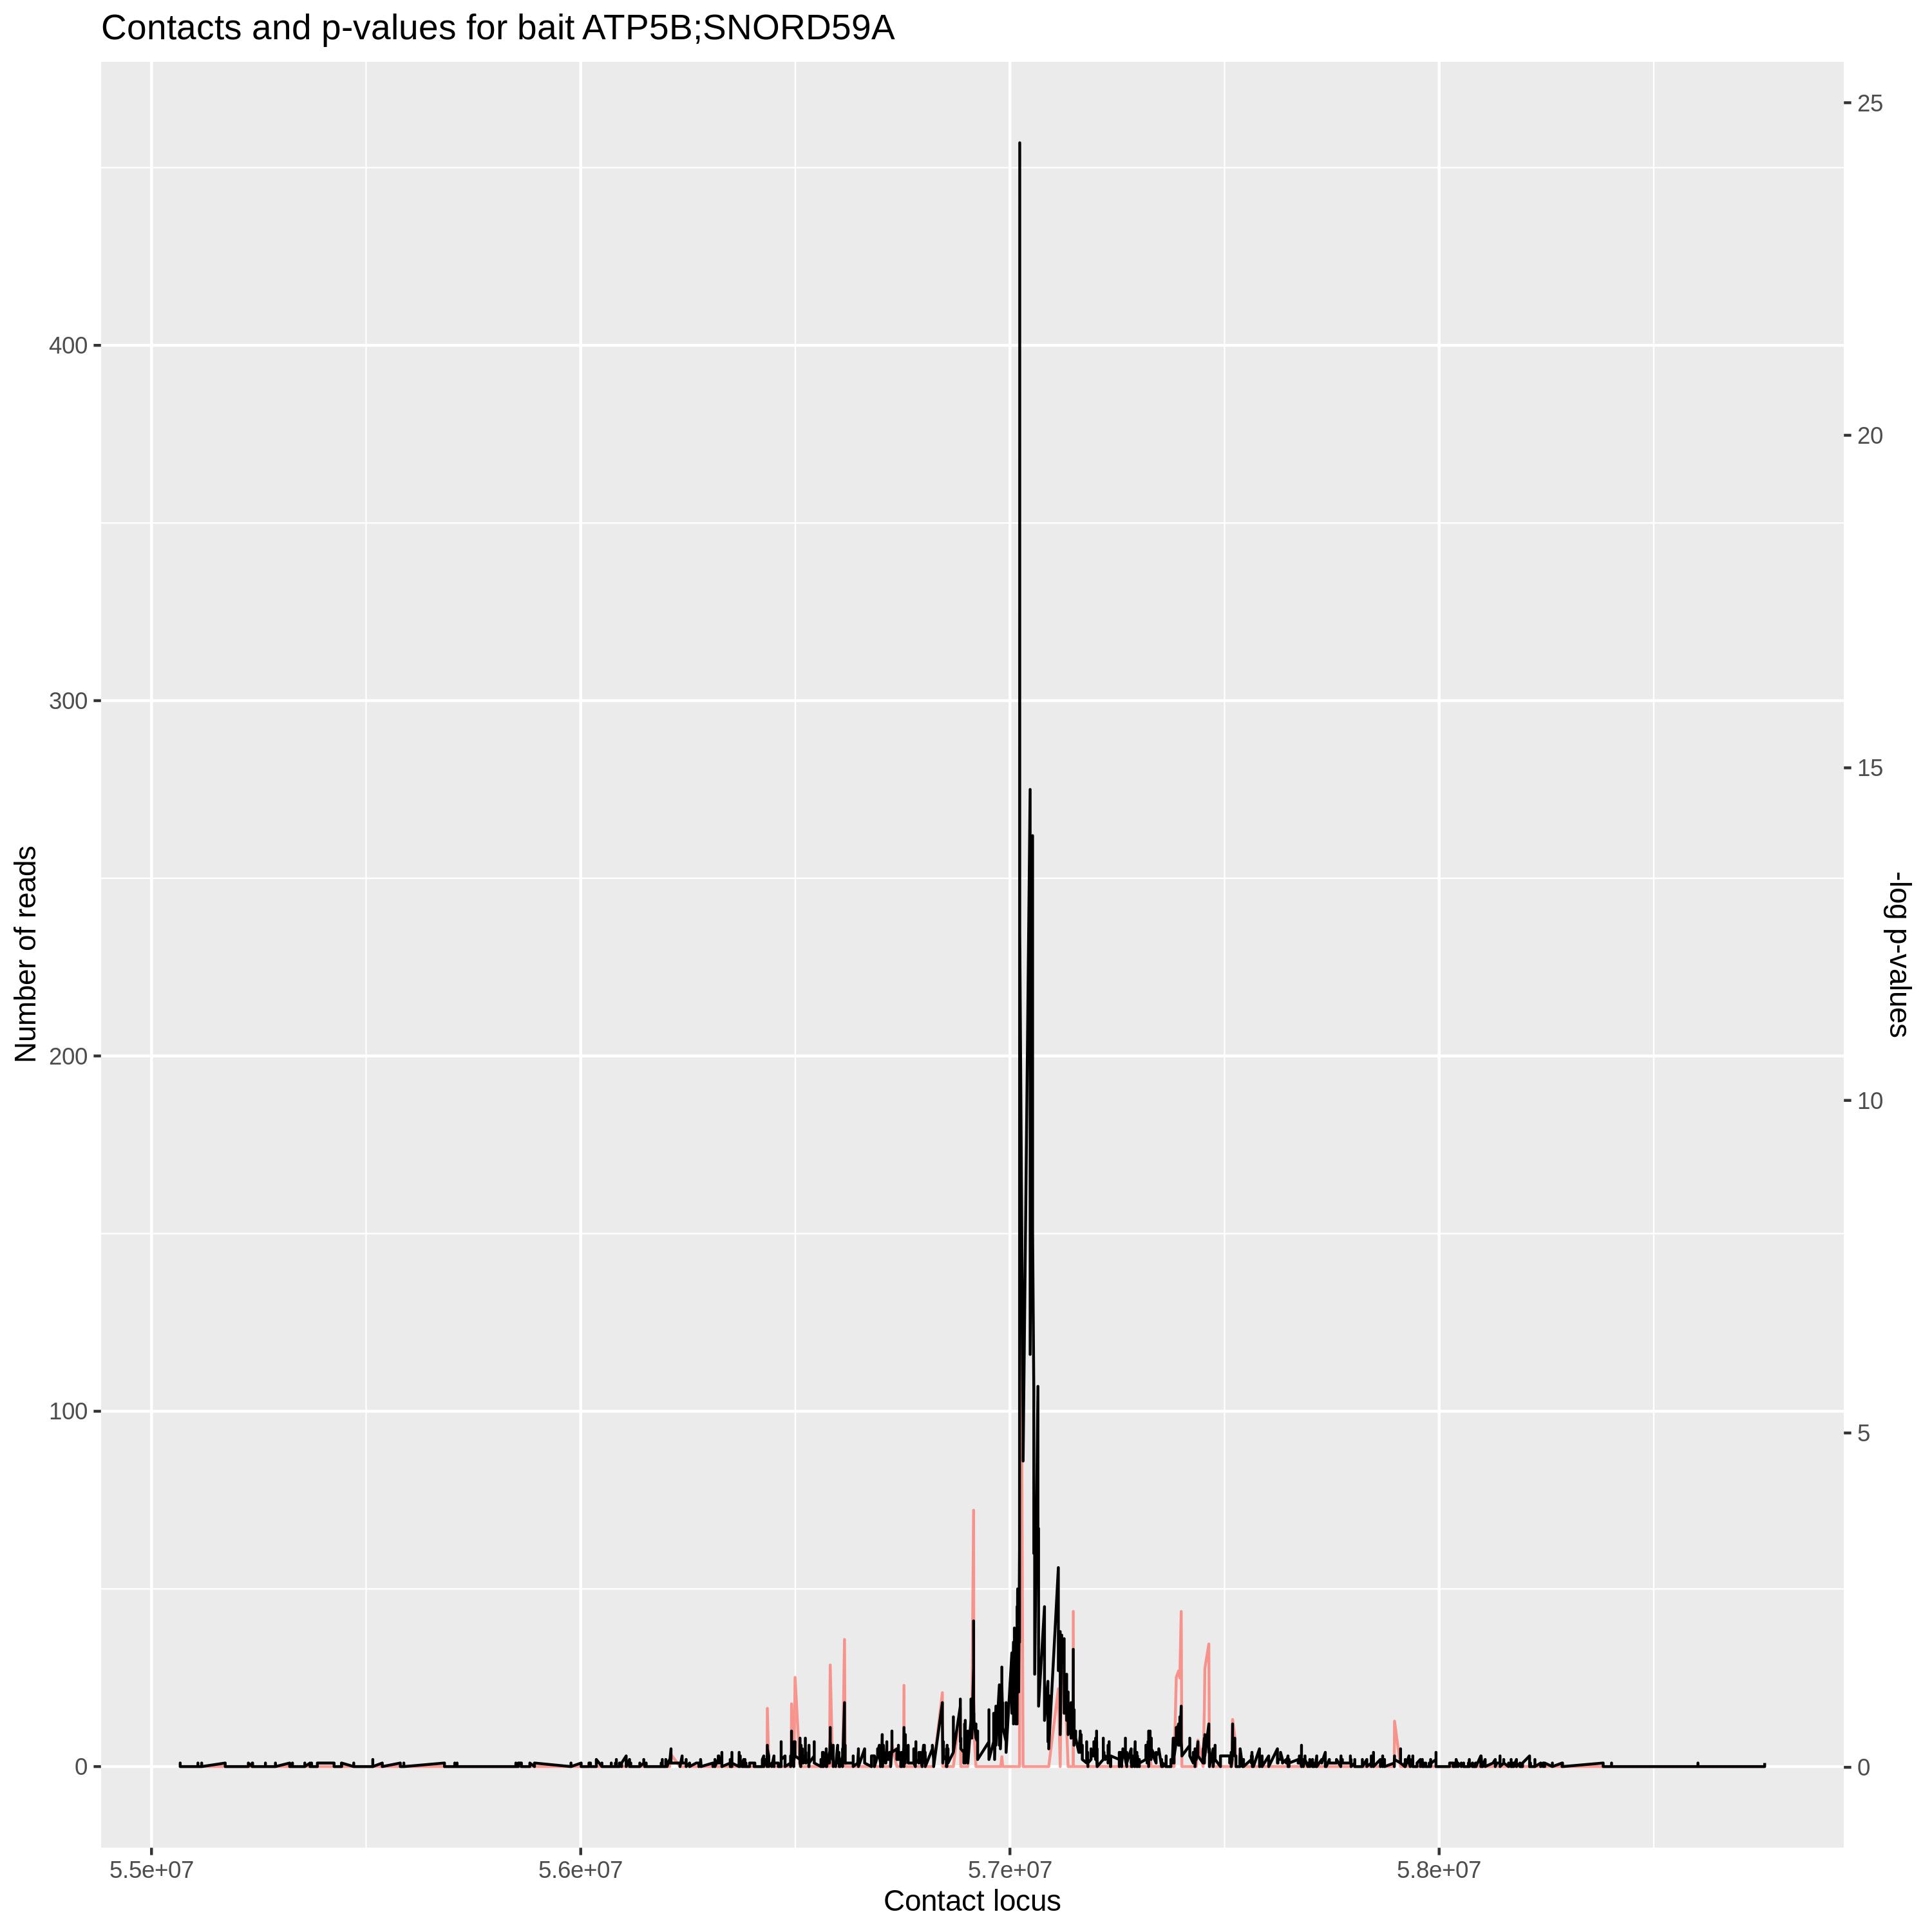 Contacts and p-values for bait ATP5B;SNORD59A
25
400
20
300
15
Number of reads
-log p-values
200
10
100
5
0
0
5.5e+07
5.6e+07
5.7e+07
5.8e+07
Contact locus